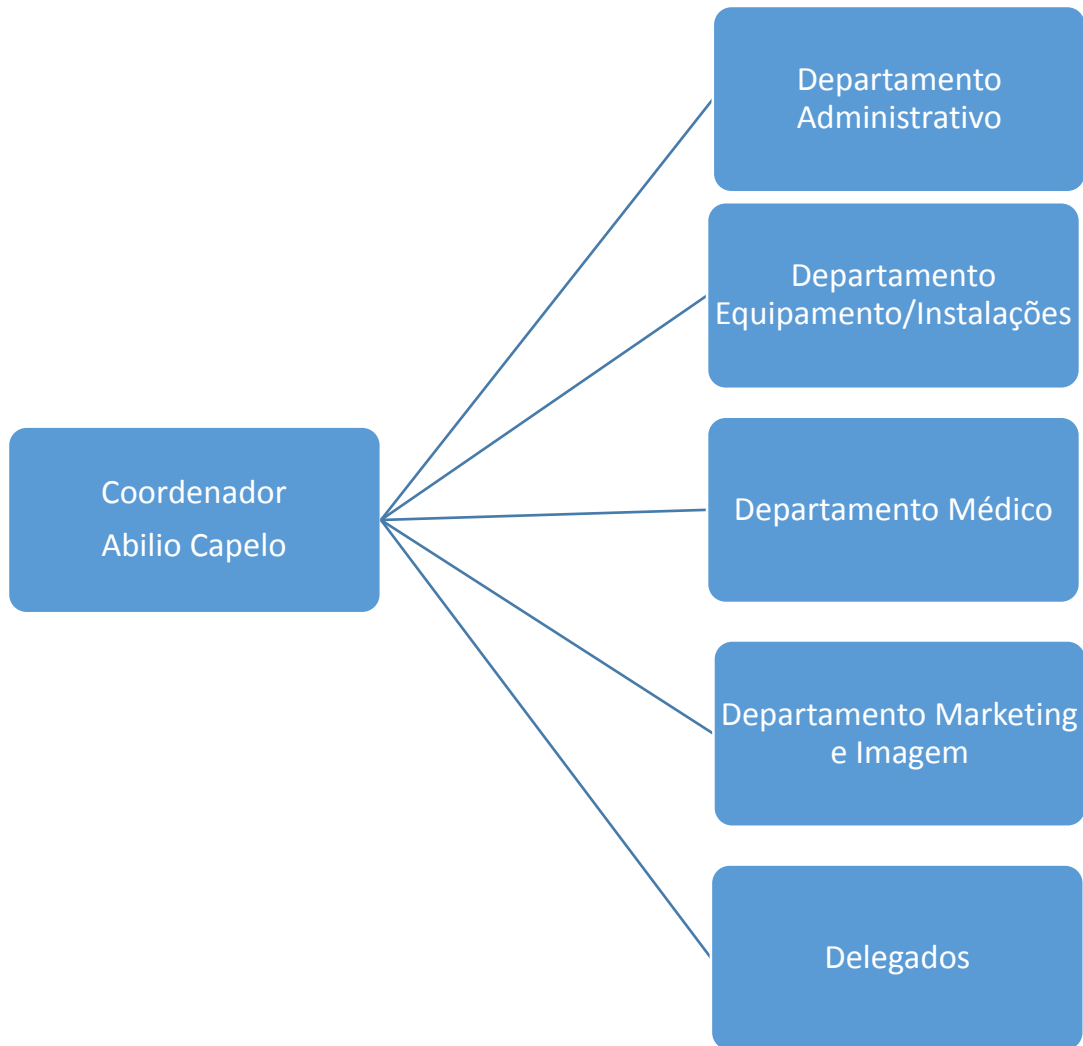 Departamento
Administrativo
Departamento
Equipamento/Instalações
Coordenador
Abilio Capelo
Departamento Médico
Departamento Marketing
e Imagem
Delegados